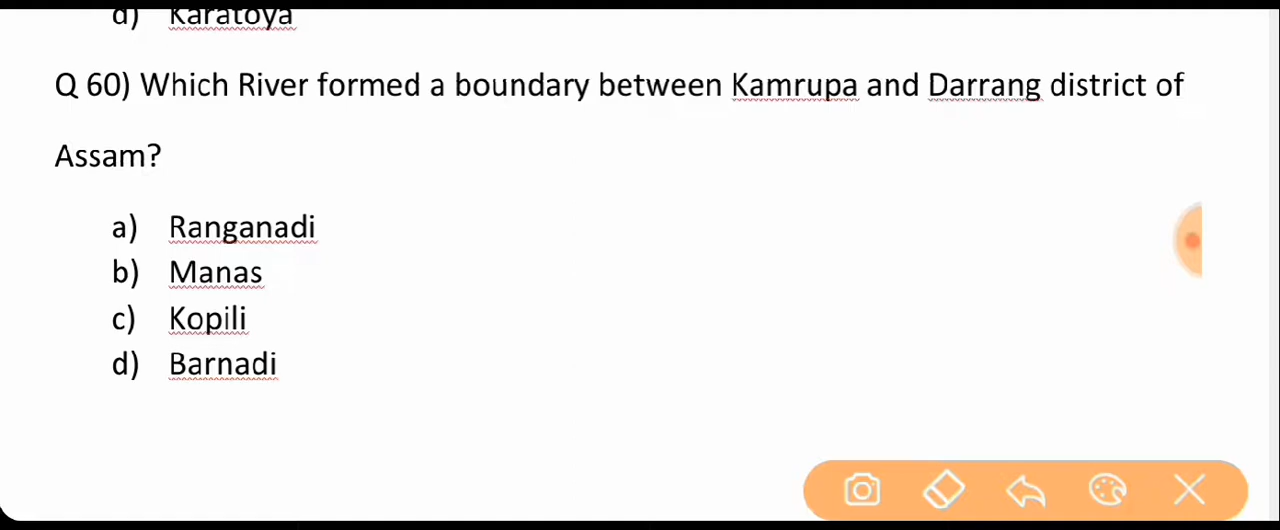 d) Karatoya
Q 60) Which River formed a boundary between Kamrupa and Darrang district of
Assam?
a) Ranganadi
b) Manas
c) Kopili
d) Barnadi